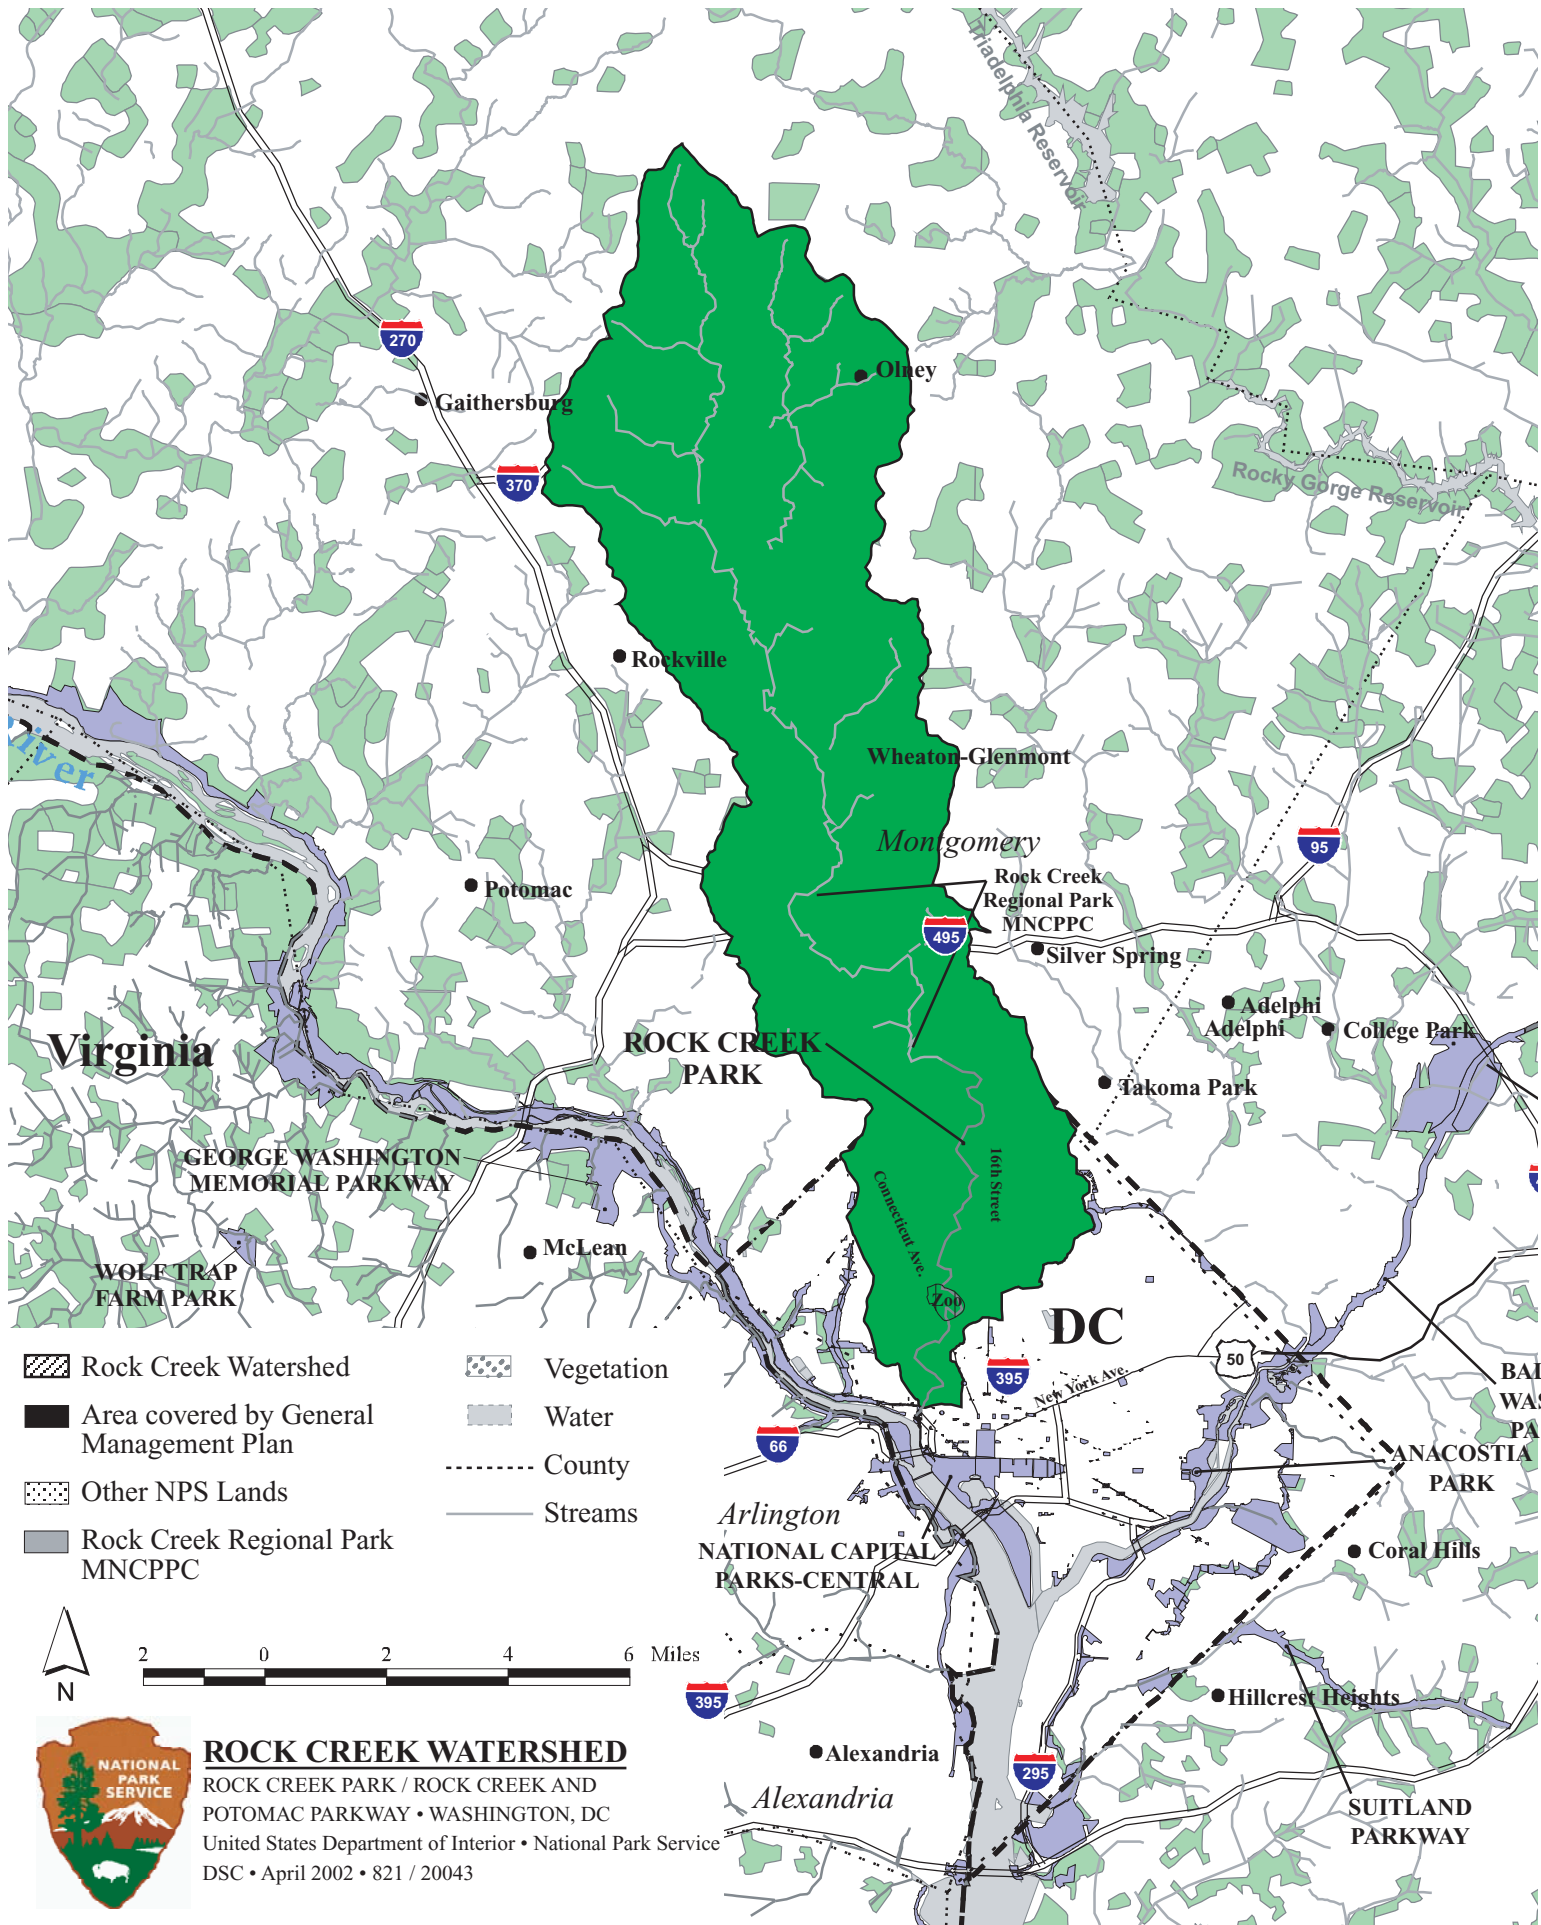 Triadelphia Reservoir
270
Olney
Gaithersburg
Rocky Gorge Reservoir
370
Rockville
River
Wheaton-Glenmont
Montgomery
95
Rock Creek
Regional Park
MNCPPC
Potomac
495
Silver Spring
Adelphi
Adelphi
College Park
Virginia
ROCK CREEK
PARK
Takoma Park
GEORGE WASHINGTON
MEMORIAL PARKWAY
16th Street
Connecticut Ave.
McLean
WOLF TRAP
FARM PARK
Zoo
DC
50
395
New York Ave.
BAL
WAS
PA
66
ANACOSTIA
PARK
Arlington
NATIONAL CAPITAL
PARKS-CENTRAL
Coral Hills
395
Hillcrest Heights
Alexandria
295
Alexandria
SUITLAND
PARKWAY
Rock Creek Watershed
Area covered by General
Management Plan
Other NPS Lands
Rock Creek Regional Park
MNCPPC
Vegetation
Water
County
Streams
2 0 2 4 6 Miles
N
NATIONAL
PARK
SERVICE
ROCK CREEK WATERSHED
ROCK CREEK PARK / ROCK CREEK AND
POTOMAC PARKWAY • WASHINGTON, DC
United States Department of Interior • National Park Service
DSC • April 2002 • 821 / 20043